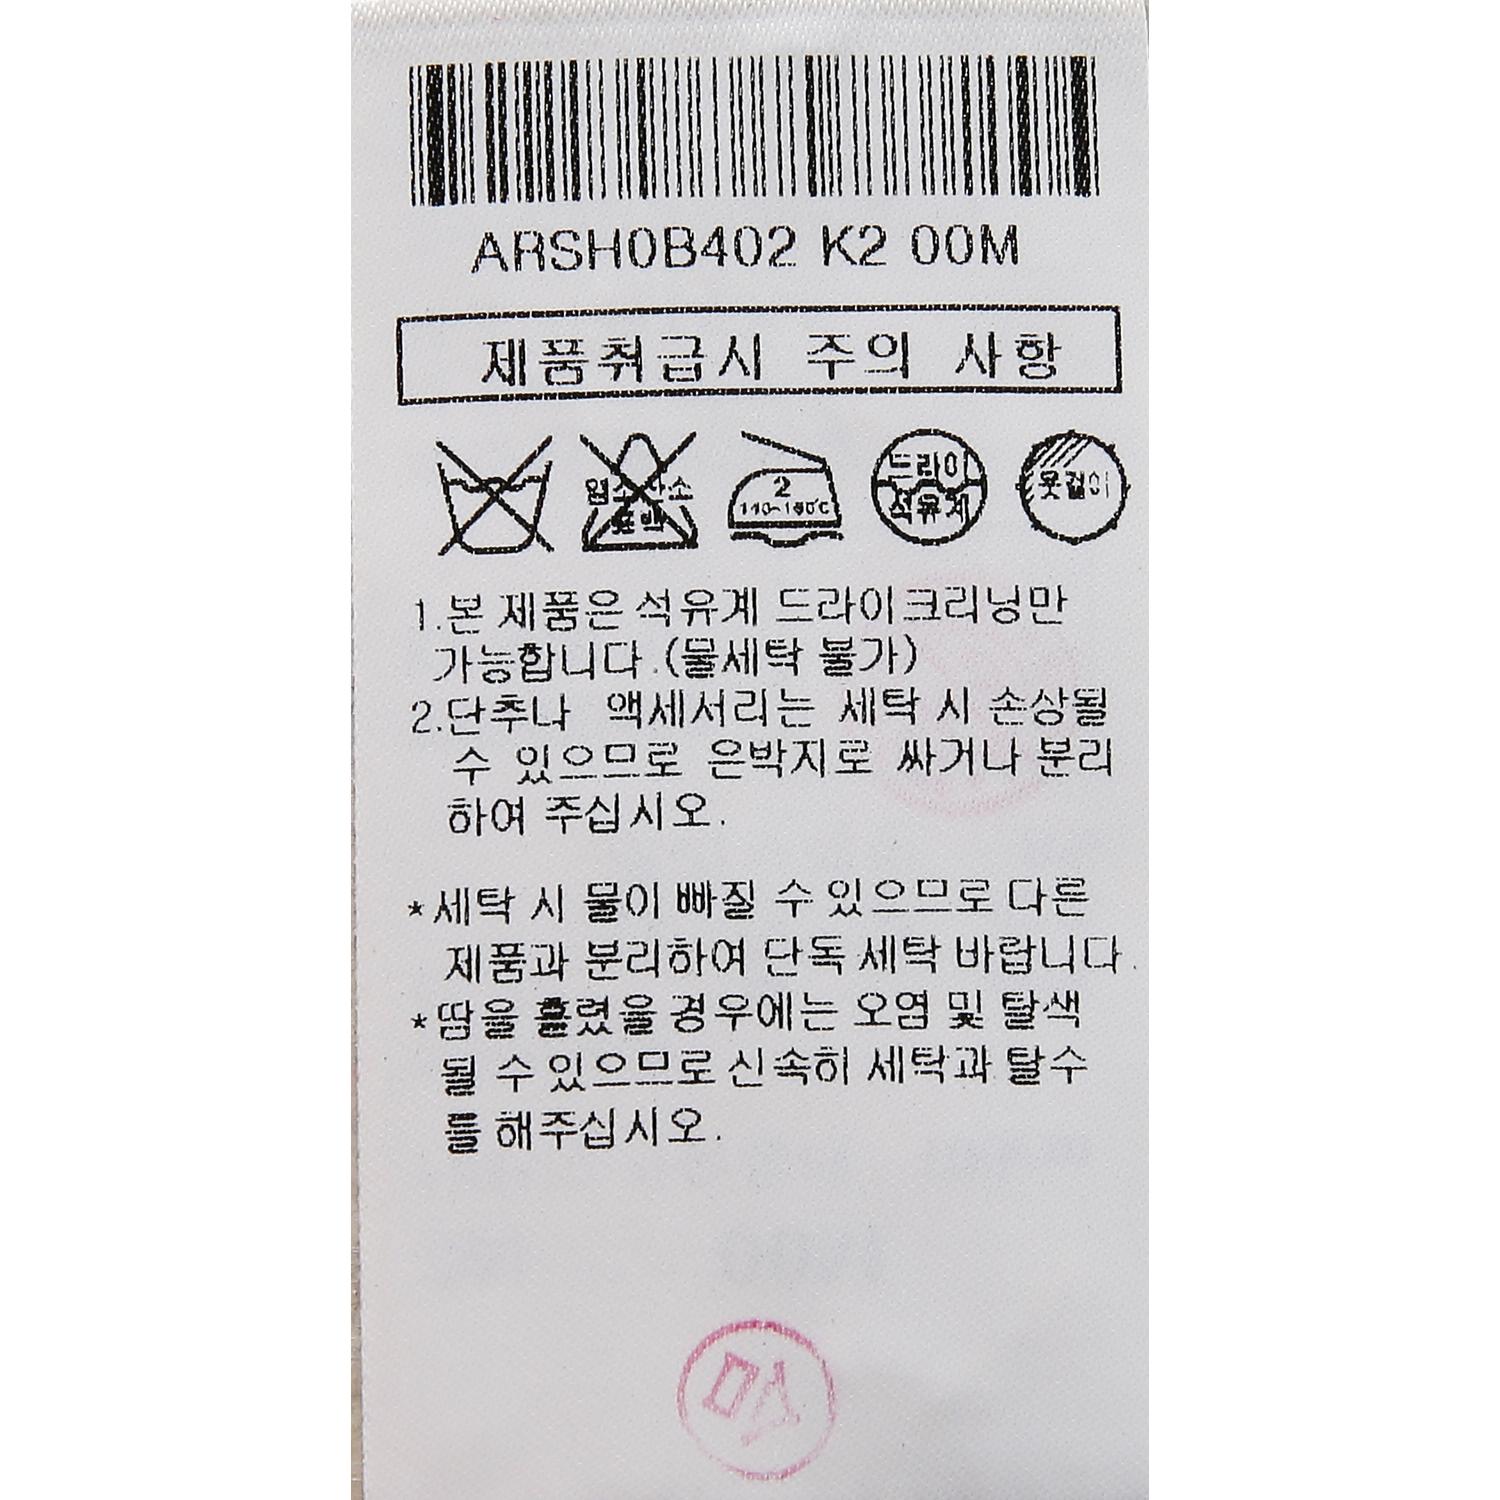 ARSH0B402 K2 00M
제품취급시 주의 사항
염소산소
표백
2
140~160℃
드라이
석유계
옷걸이
1.본 제품은 석유계 드라이크리닝만
가능합니다.(물세탁 불가)
2.단추나 액세서리는 세탁 시 손상될
수 있으므로 은박지로 싸거나 분리
하여 주십시오.
*세탁 시 물이 빠질 수 있으므로 다른
제품과 분리하여 단독 세탁 바랍니다.
*땀을 흘렸을 경우에는 오염 및 탈색
될 수 있으므로 신속히 세탁과 탈수
를 해주십시오.